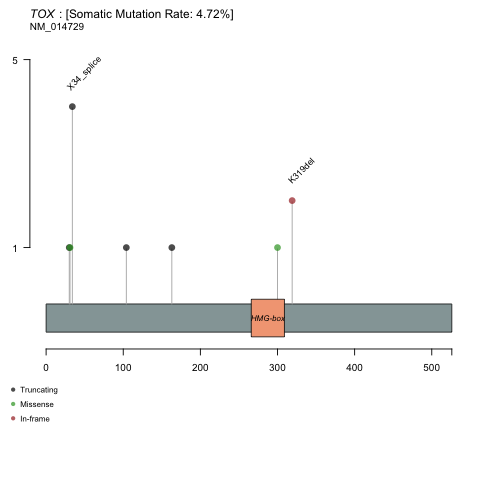 TOX : [Somatic Mutation Rate: 4.72%]
NM_014729
5
X34_splice
K319del
1
HMG-box
0 100 200 300 400 500
Truncating
Missense
In-frame